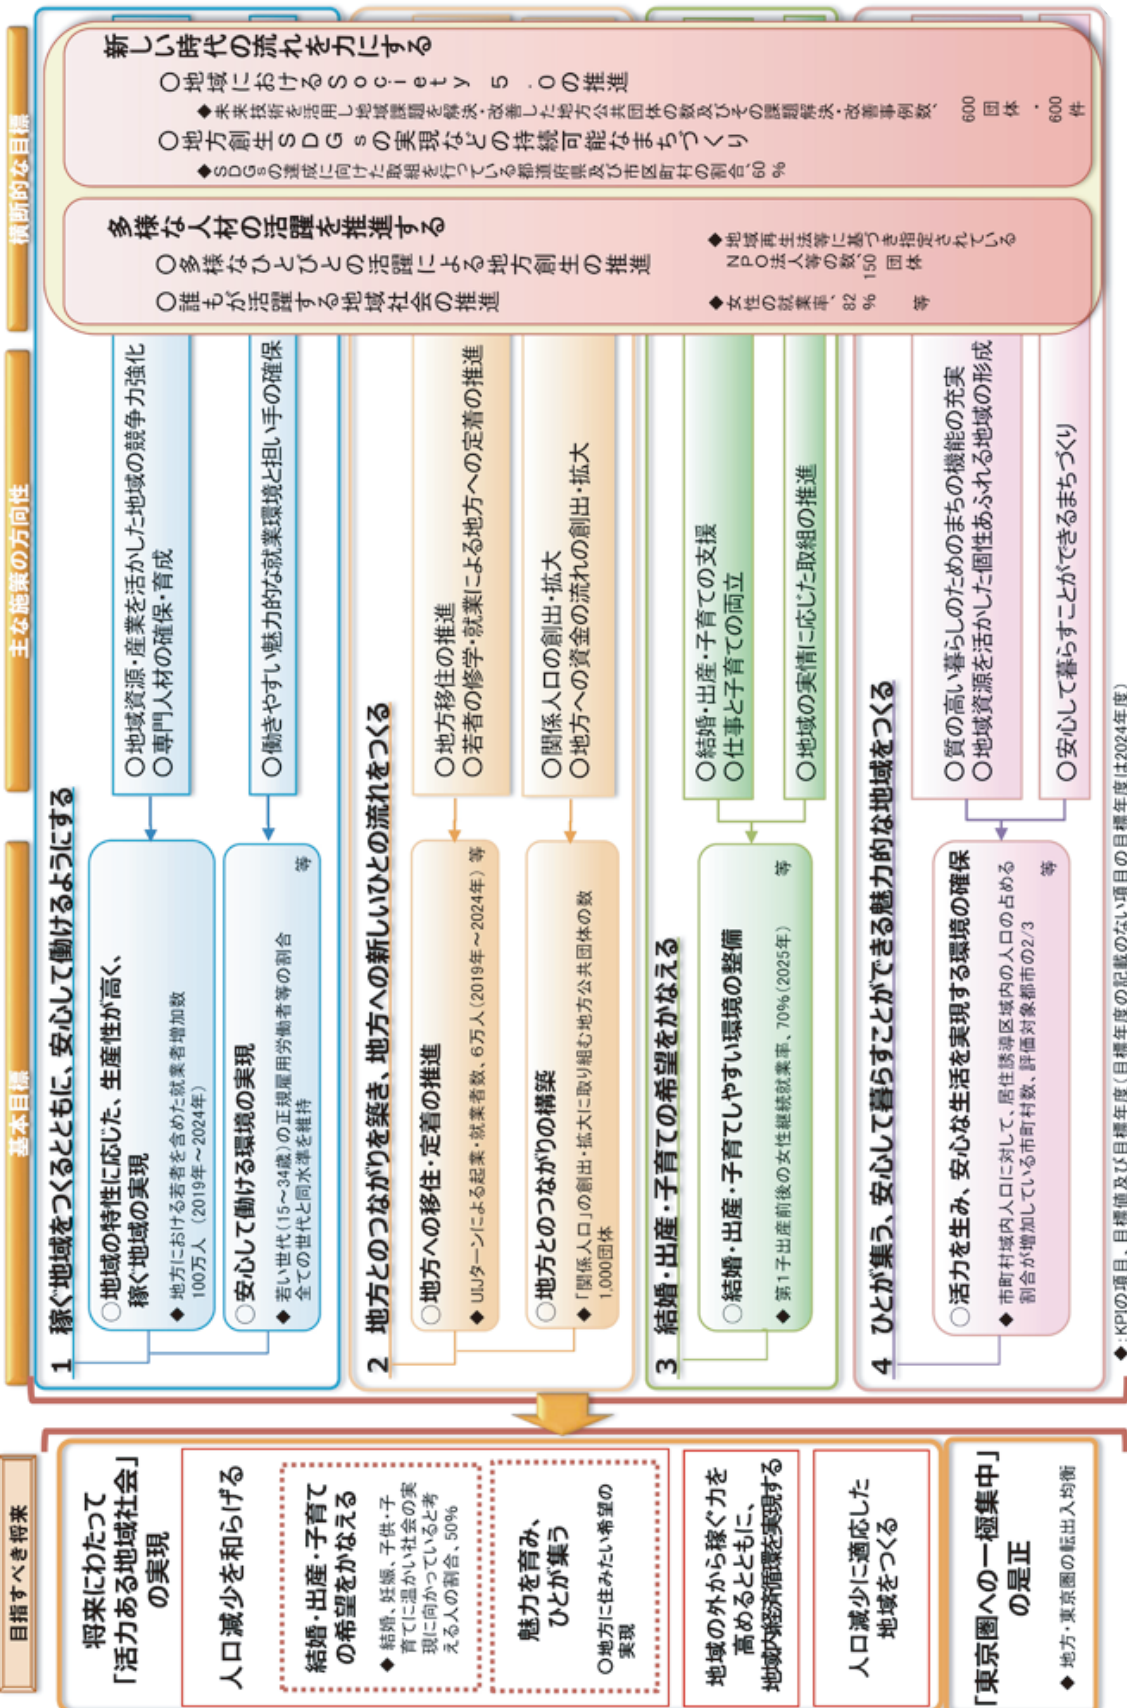 目指すべき将来
将来にわたって
「活力ある地域社会」
の実現
人口減少を和らげる
結婚・出産・子育て
の希望をかなえる
◆ 結婚、妊娠、子供・子
育てに温かい社会の実
現に向かっていると考
える人の割合、50%
魅力を育み、
ひとが集う
○地方に住みたい希望の
実現
地域の外から稼ぐ力を
高めるとともに、
地域内経済循環を実現する
人口減少に適応した
地域をつくる
「東京圏への一極集中」
の是正
◆ 地方・東京圏の転出入均衡
基本目標
主な施策の方向性
横断的な目標
1 稼ぐ地域をつくるとともに、安心して働けるようにする
○地域の特性に応じた、生産性が高く、
稼ぐ地域の実現
◆ 地方における若者を含めた就業者増加数
100万人 （2019年～2024年）
○地域資源・産業を活かした地域の競争力強化
○専門人材の確保・育成
○安心して働ける環境の実現
◆ 若い世代（15～34歳）の正規雇用労働者等の割合
全ての世代と同水準を維持
等
○働きやすい魅力的な就業環境と担い手の確保
2 地方とのつながりを築き、地方への新しいひとの流れをつくる
○地方への移住・定着の推進
◆ UIJターンによる起業・就業者数、6万人（2019年～2024年） 等
○地方移住の推進
○若者の修学・就業による地方への定着の推進
○地方とのつながりの構築
◆ 「関係人口」の創出・拡大に取り組む地方公共団体の数
1,000団体
○関係人口の創出・拡大
○地方への資金の流れの創出・拡大
3 結婚・出産・子育ての希望をかなえる
○結婚・出産・子育てしやすい環境の整備
◆ 第1子出産前後の女性継続就業率、70%（2025年）
等
○結婚・出産・子育ての支援
○仕事と子育ての両立
○地域の実情に応じた取組の推進
4 ひとが集う、安心して暮らすことができる魅力的な地域をつくる
○活力を生み、安心な生活を実現する環境の確保
◆ 市町村域内人口に対して、居住誘導区域内の人口の占める
割合が増加している市町村数、評価対象都市の2/3
等
○質の高い暮らしのためのまちの機能の充実
○地域資源を活かした個性あふれる地域の形成
○安心して暮らすことができるまちづくり
多様な人材の活躍を推進する
○多様なひとびとの活躍による地方創生の推進
○誰もが活躍する地域社会の推進
◆地域再生法等に基づき指定されている
NPO法人等の数、150 団体
◆女性の就業率、82 % 等
新しい時代の流れを力にする
○地域におけるSociety 5.0の推進
◆未来技術を活用し地域課題を解決・改善した地方公共団体の数及びその課題解決・改善事例数、
600 団体 ・ 600 件
○地方創生SDGsの実現などの持続可能なまちづくり
◆SDGsの達成に向けた取組を行っている都道府県及び市区町村の割合、60 %
◆：KPIの項目、目標値及び目標年度（目標年度の記載のない項目の目標年度は2024年度）